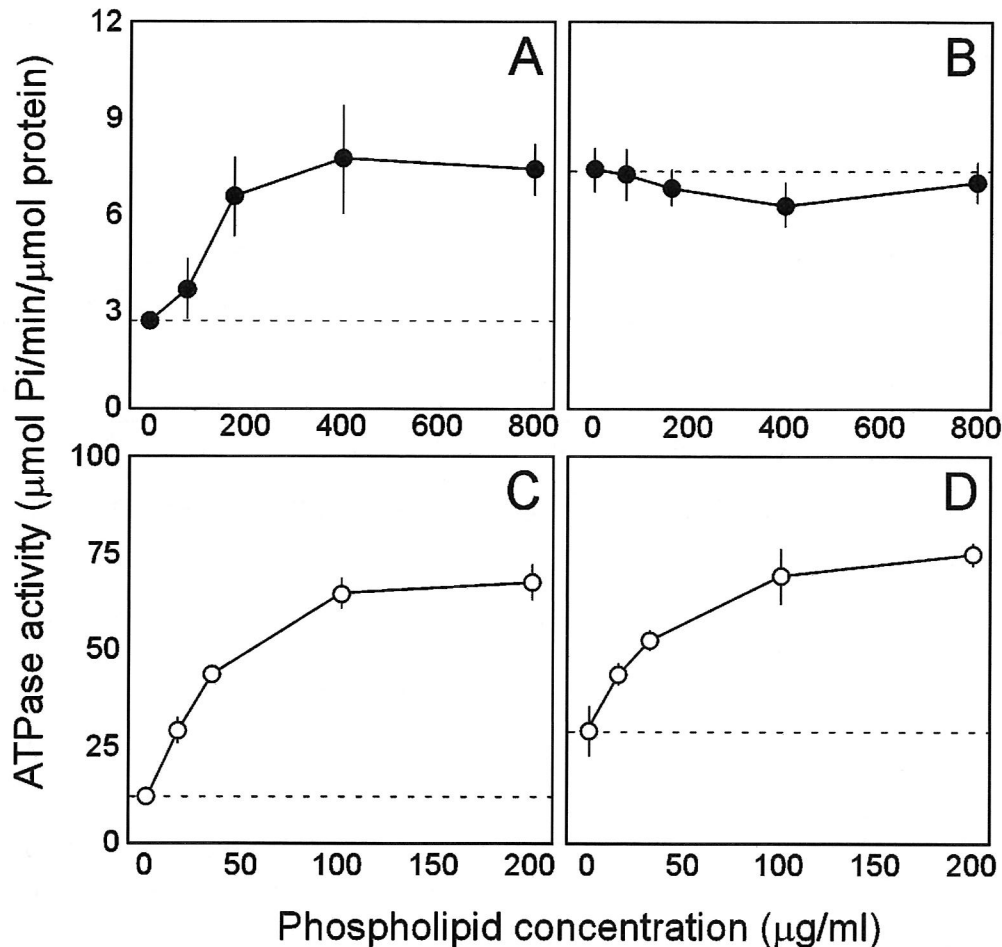 ATPase activity (μmol Pi/min/μmol protein)
12
9
6
3
0
A
0 200 400 600 800
B
0 200 400 600 800
100
75
50
25
0
C
0 50 100 150 200
D
0 50 100 150 200
Phospholipid concentration (μg/ml)